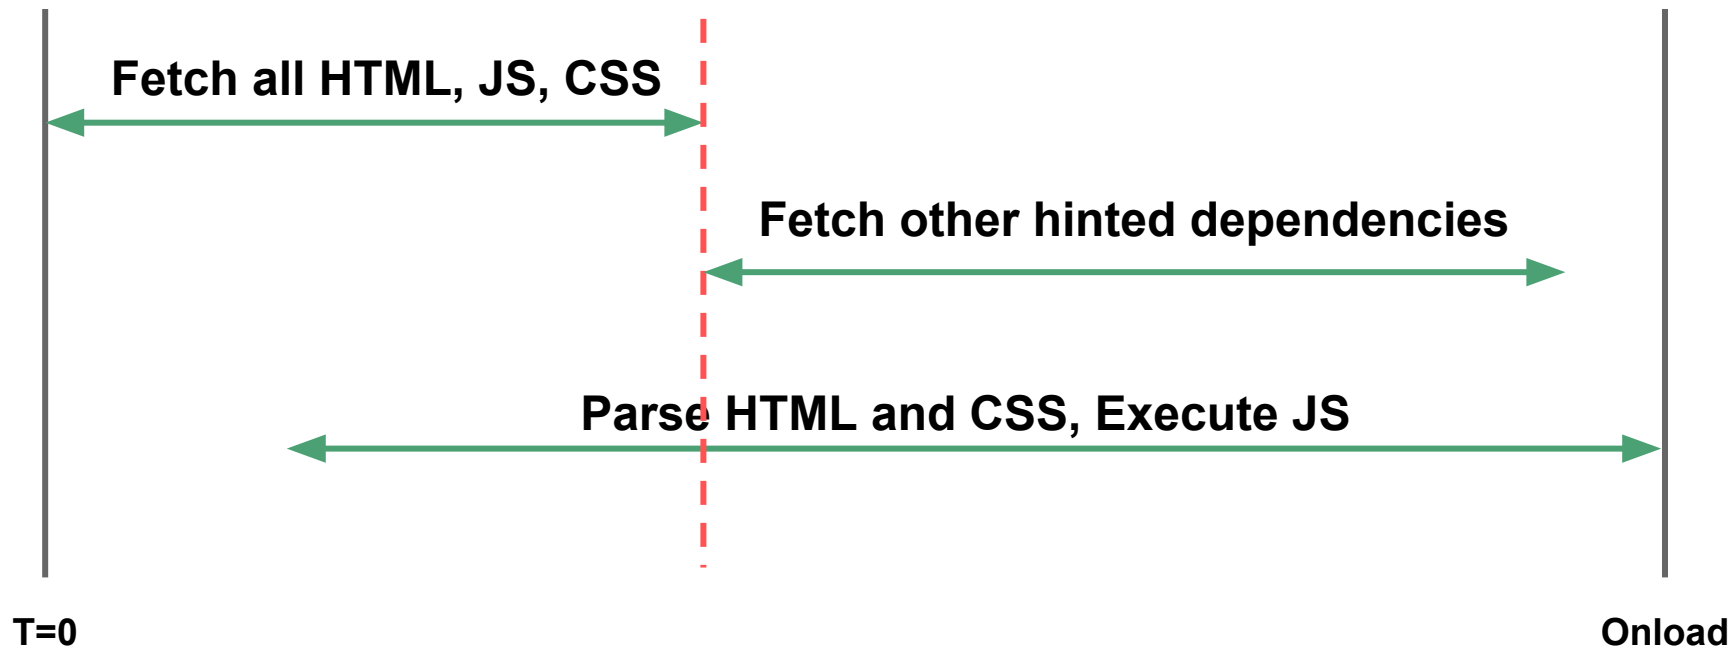 Fetch all HTML, JS, CSS
Fetch other hinted dependencies
Parse HTML and CSS, Execute JS
T=0
Onload